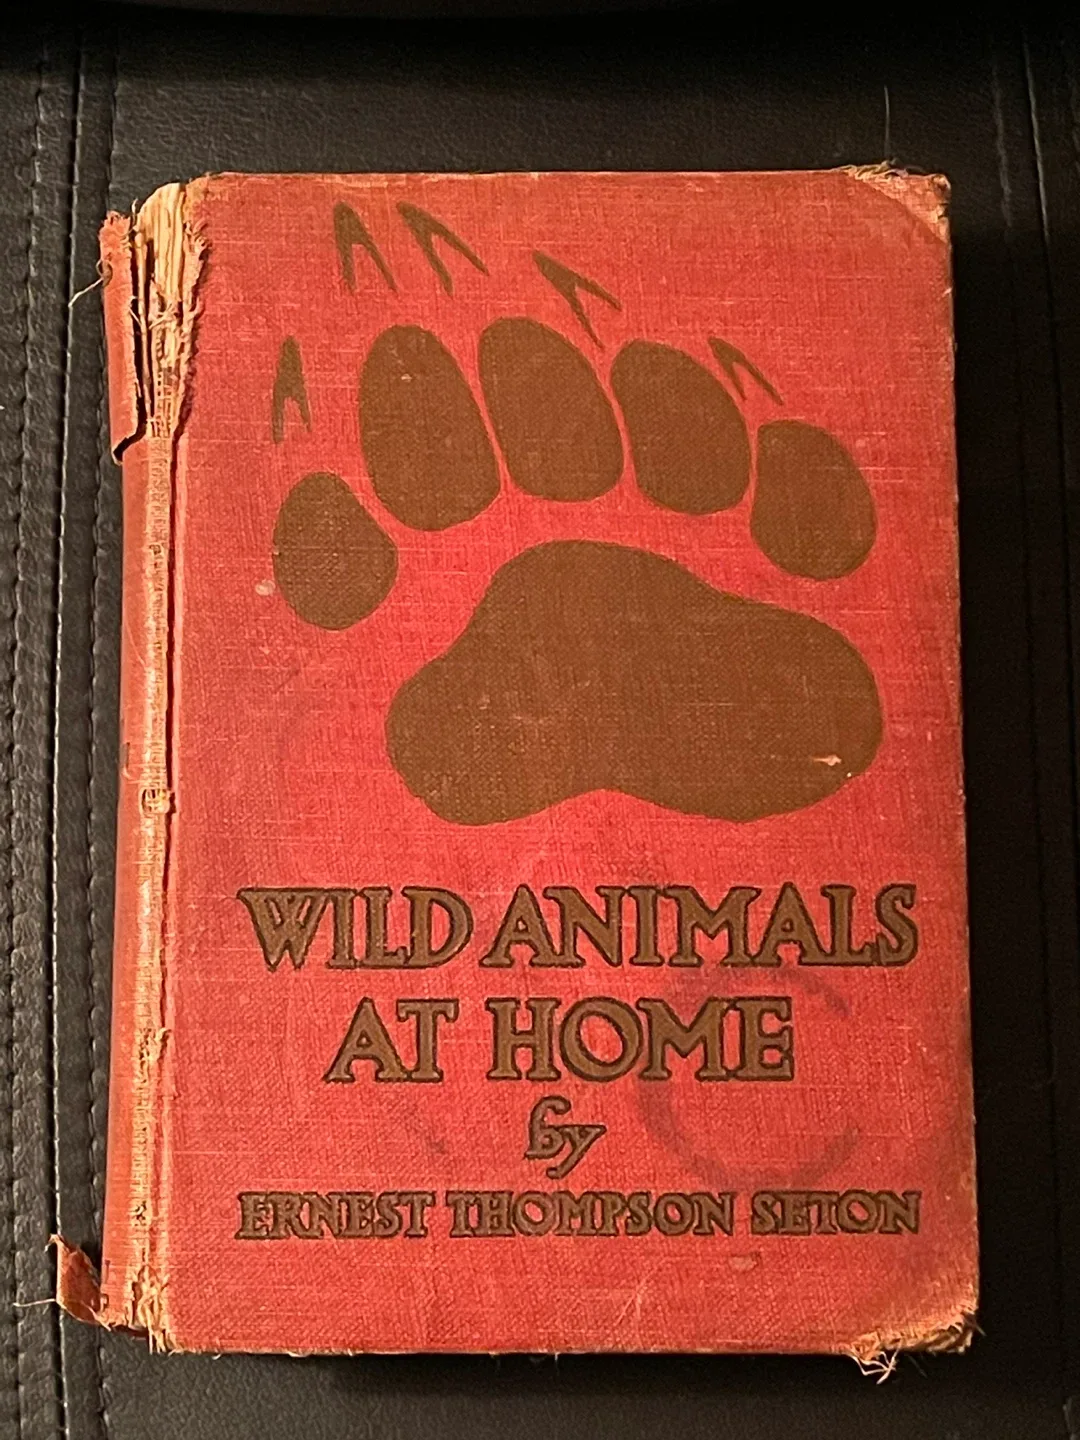 WILD ANIMALS
AT HOME
by
ERNEST THOMPSON SETON